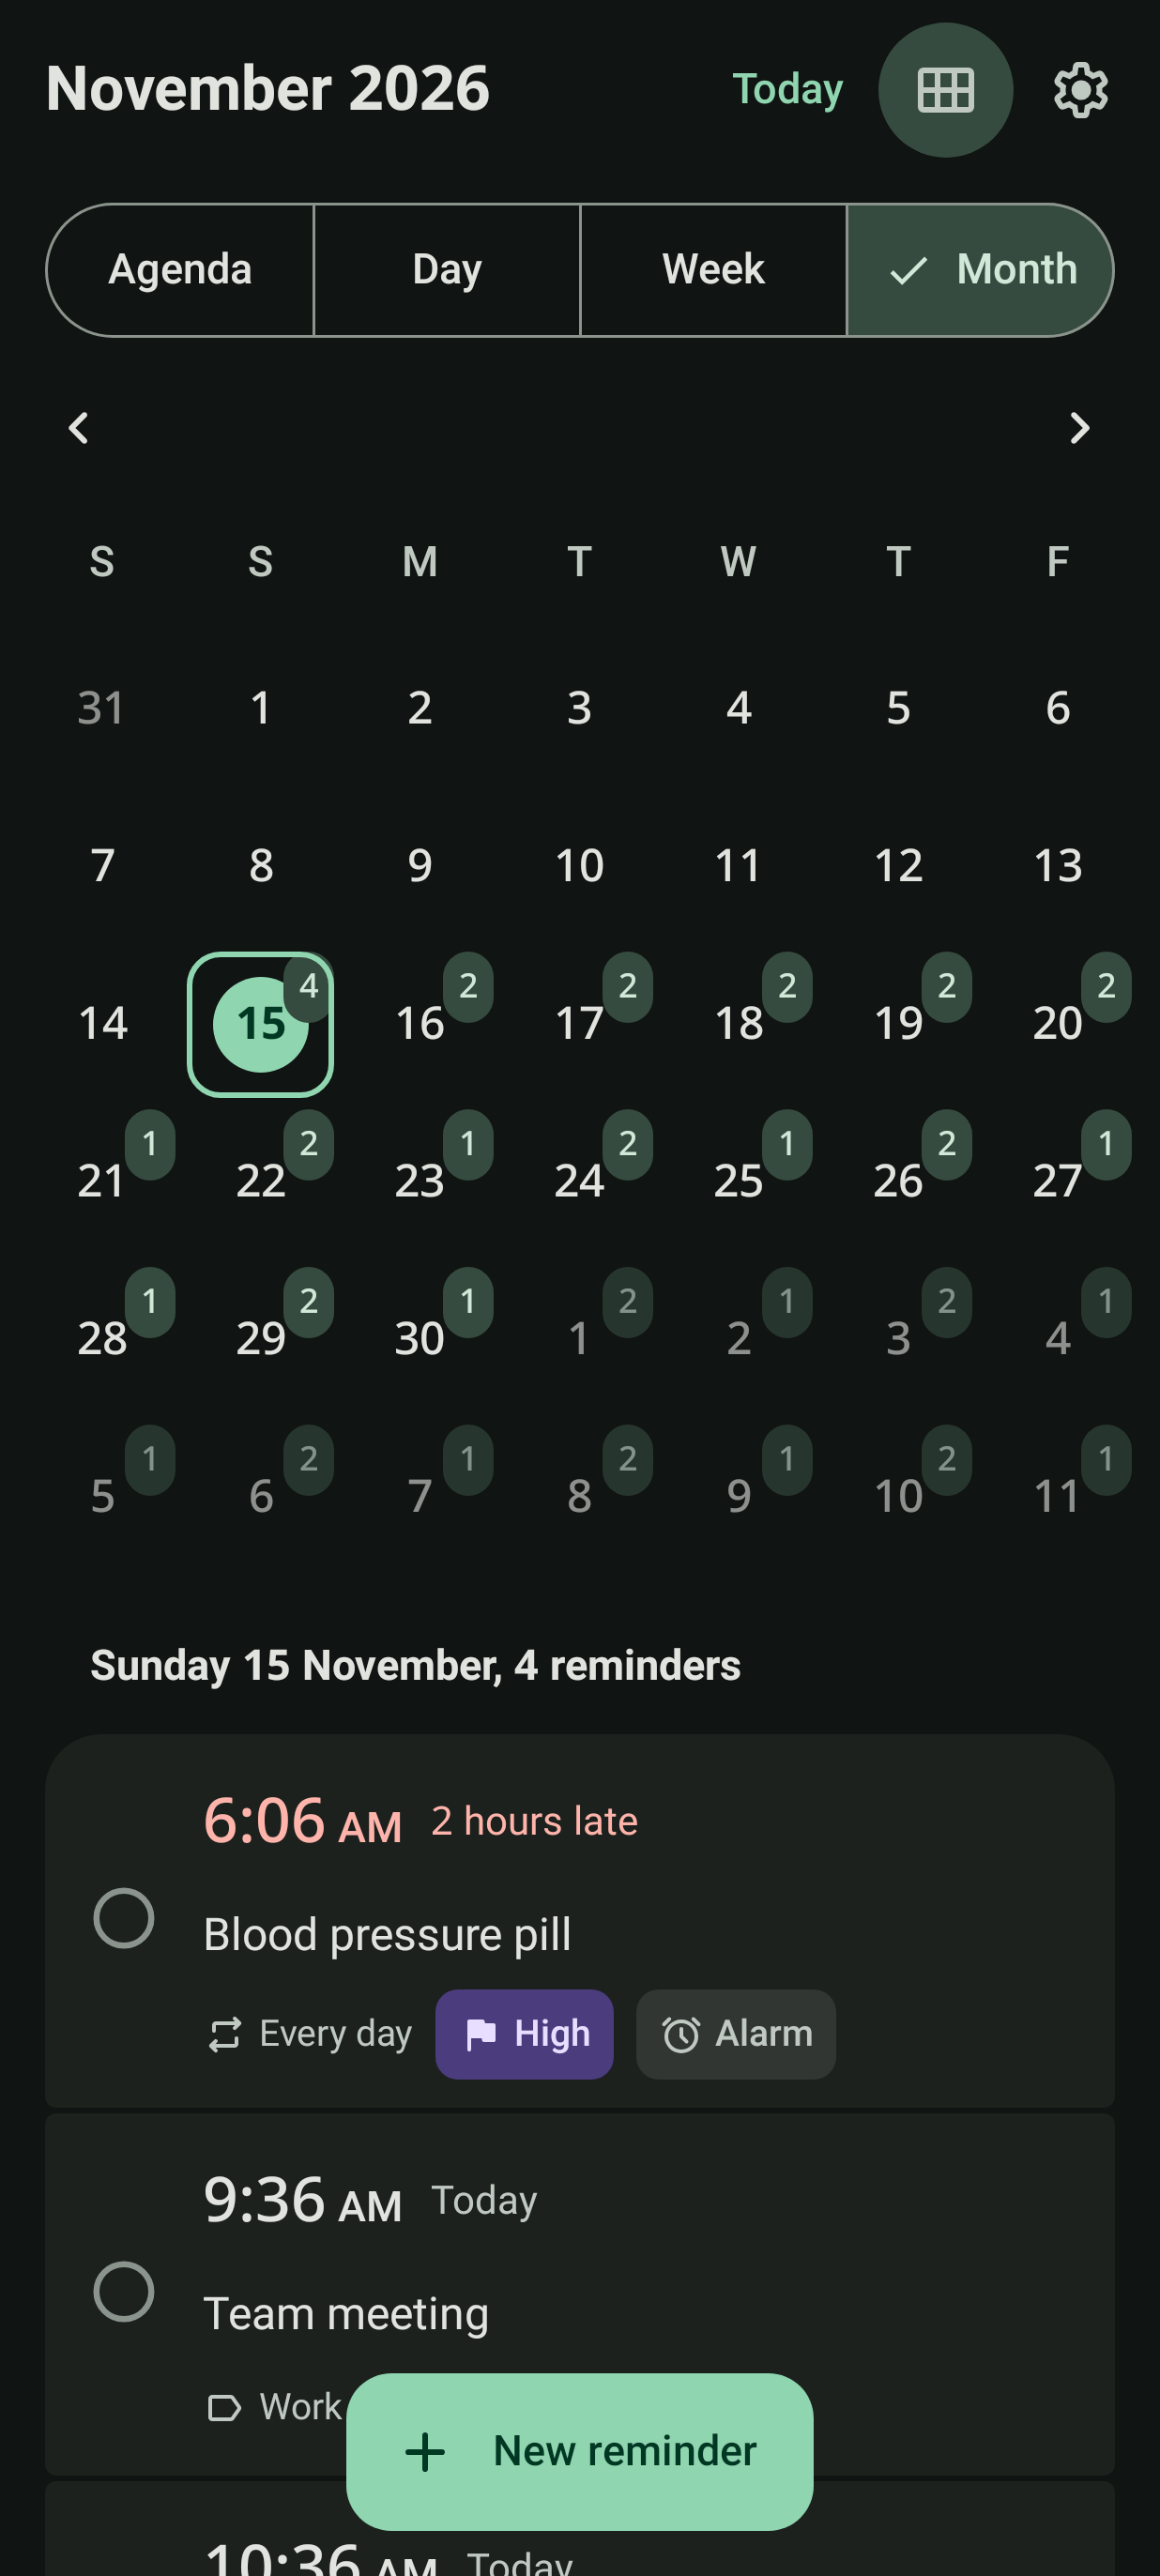 November 2026 Today
Agenda Day Week Month
S S M T W T F
31 1 2 3 4 5 6
7 8 9 10 11 12 13
14 15 4 16 2 17 2 18 2 19 2 20 2
21 1 22 2 23 1 24 2 25 1 26 2 27 1
28 1 29 2 30 1 1 2 2 1 3 2 4 1
5 1 6 2 7 1 8 2 9 1 10 2 11 1
Sunday 15 November, 4 reminders
6:06 AM 2 hours late
Blood pressure pill
Every day High Alarm
9:36 AM Today
Team meeting
Work
New reminder
10:36 AM Today